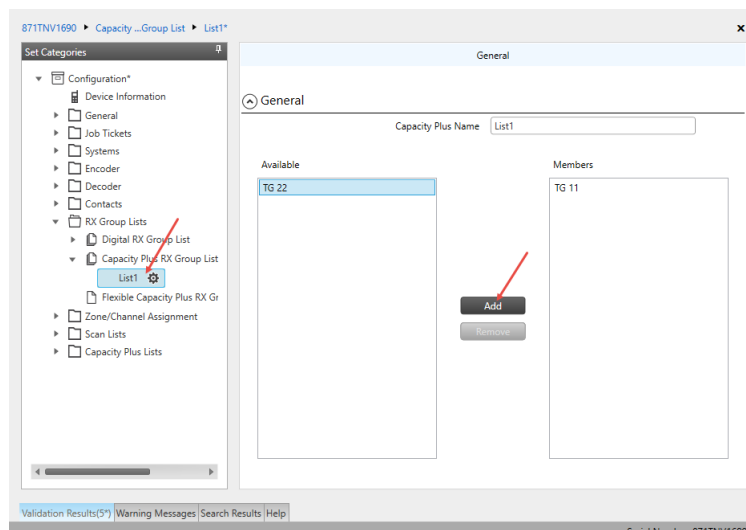 871TNV1690 Capacity ...Group List List1*
Set Categories
General
Configuration*
Device Information
General
Job Tickets
Systems
Encoder
Decoder
Contacts
RX Group Lists
Digital RX Group List
Capacity Plus RX Group List
List1
Flexible Capacity Plus RX Gr
Zone/Channel Assignment
Scan Lists
Capacity Plus Lists
General
Capacity Plus Name List1
Available Members
TG 22 TG 11
Add
Remove
Validation Results(5*) Warning Messages Search Results Help